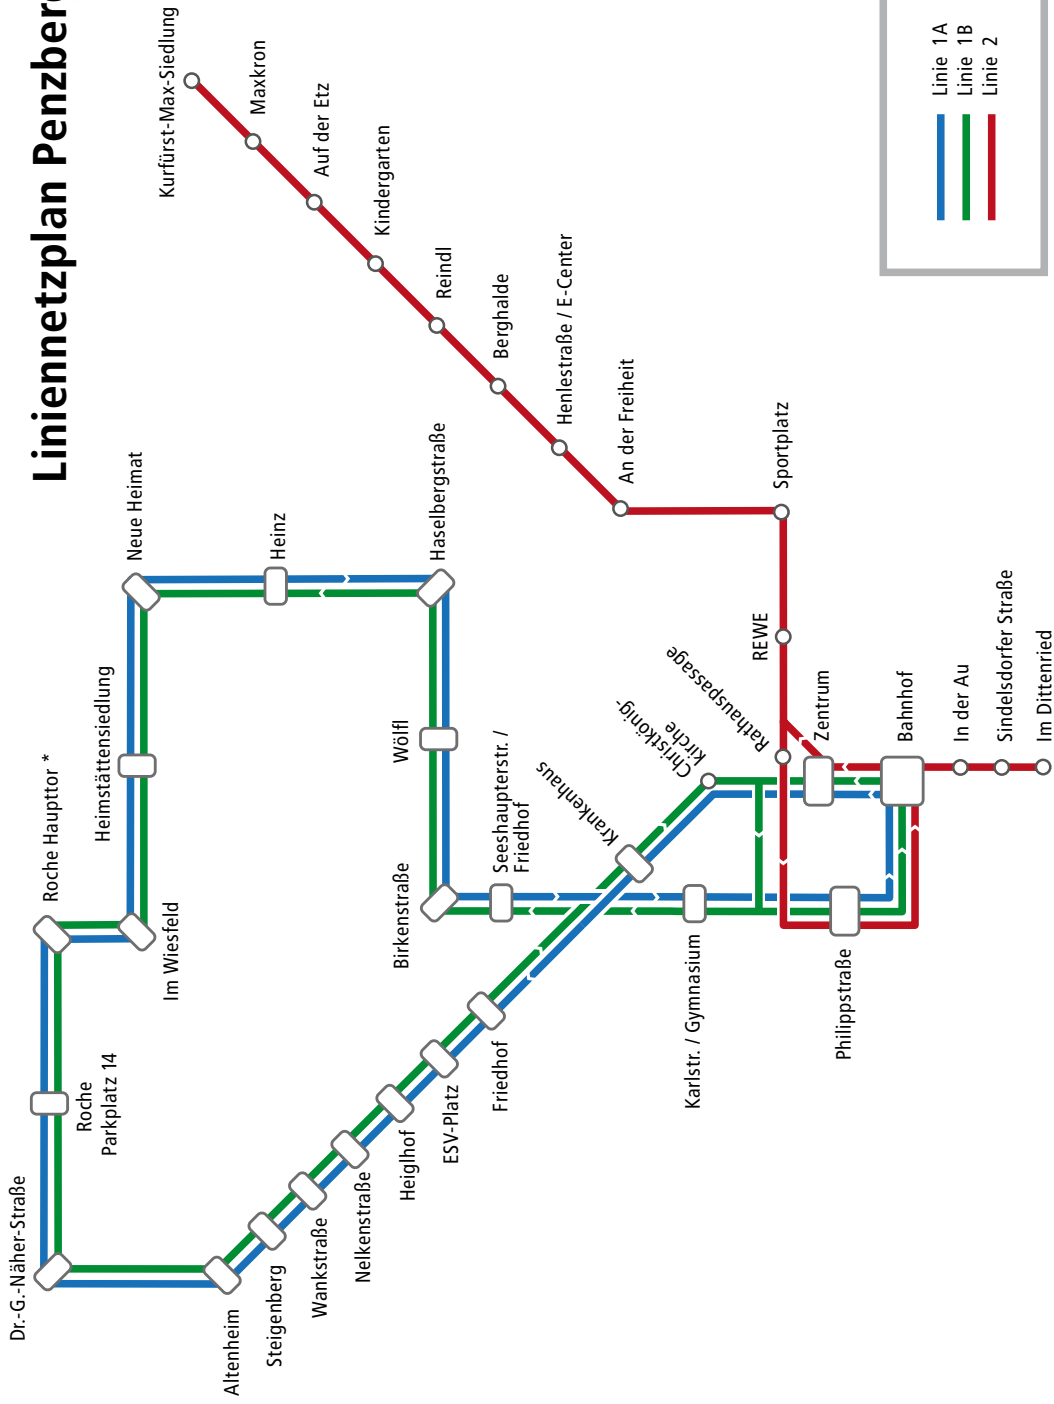 Liniennetzplan Penzber
Kurfürst-Max-Siedlung
Maxkron
Auf der Etz
Kindergarten
Reindl
Berghalde
Henlestraße / E-Center
An der Freiheit
Sportplatz
REWE
Rathauspassage
Zentrum
Bahnhof
In der Au
Sindelsdorfer Straße
Im Dittenried
Neue Heimat
Heinz
Haselbergstraße
Heimstättensiedlung
Wölfl
Roche Haupttor *
Im Wiesfeld
Birkenstraße
Seeshaupterstr. /
Friedhof
Krankenhaus
Christkönig-
kirche
Karlstr. / Gymnasium
Philippstraße
Roche
Parkplatz 14
Dr.-G.-Näher-Straße
Altenheim
Steigenberg
Wankstraße
Nelkenstraße
Heiglhof
ESV-Platz
Friedhof
Linie 1A
Linie 1B
Linie 2